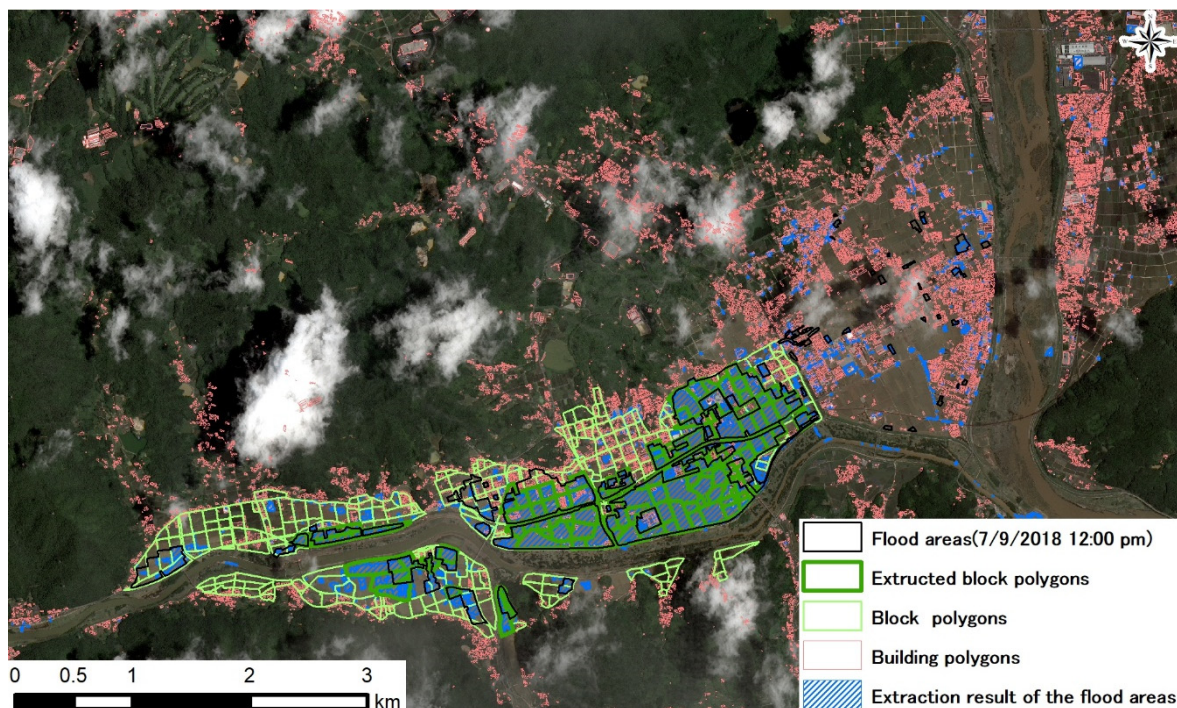 N
W
E
S
Flood areas(7/9/2018 12:00 pm)
Extructed block polygons
Block polygons
Building polygons
Extraction result of the flood areas
0 0.5 1 2 3
km